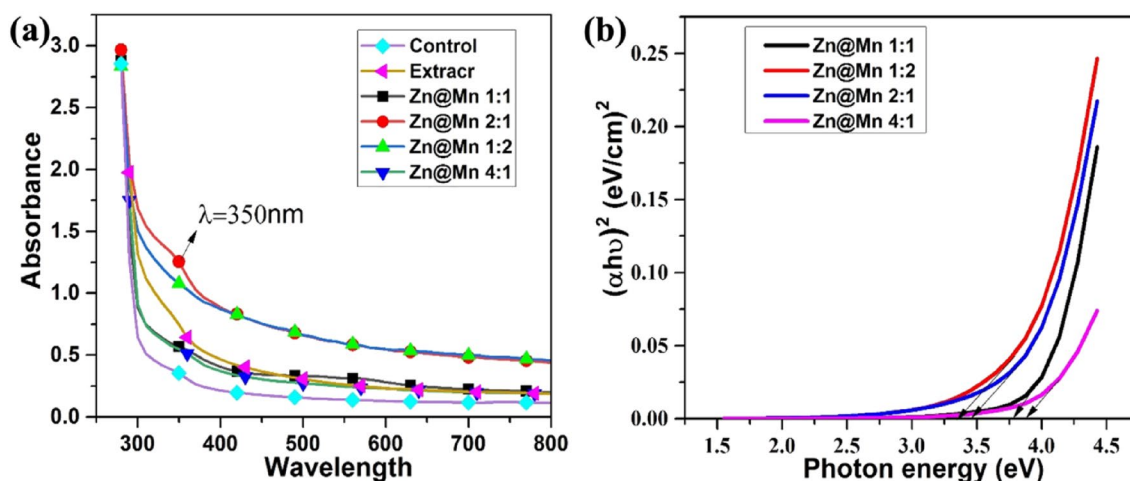 (a)
Absorbance
3.0
2.5
2.0
1.5
1.0
0.5
0.0
Control
Extracr
Zn@Mn 1:1
Zn@Mn 2:1
Zn@Mn 1:2
Zn@Mn 4:1
λ=350nm
300 400 500 600 700 800
Wavelength
(b)
(αhυ)² (eV/cm)²
0.25
0.20
0.15
0.10
0.05
0.00
Zn@Mn 1:1
Zn@Mn 1:2
Zn@Mn 2:1
Zn@Mn 4:1
1.5 2.0 2.5 3.0 3.5 4.0 4.5
Photon energy (eV)